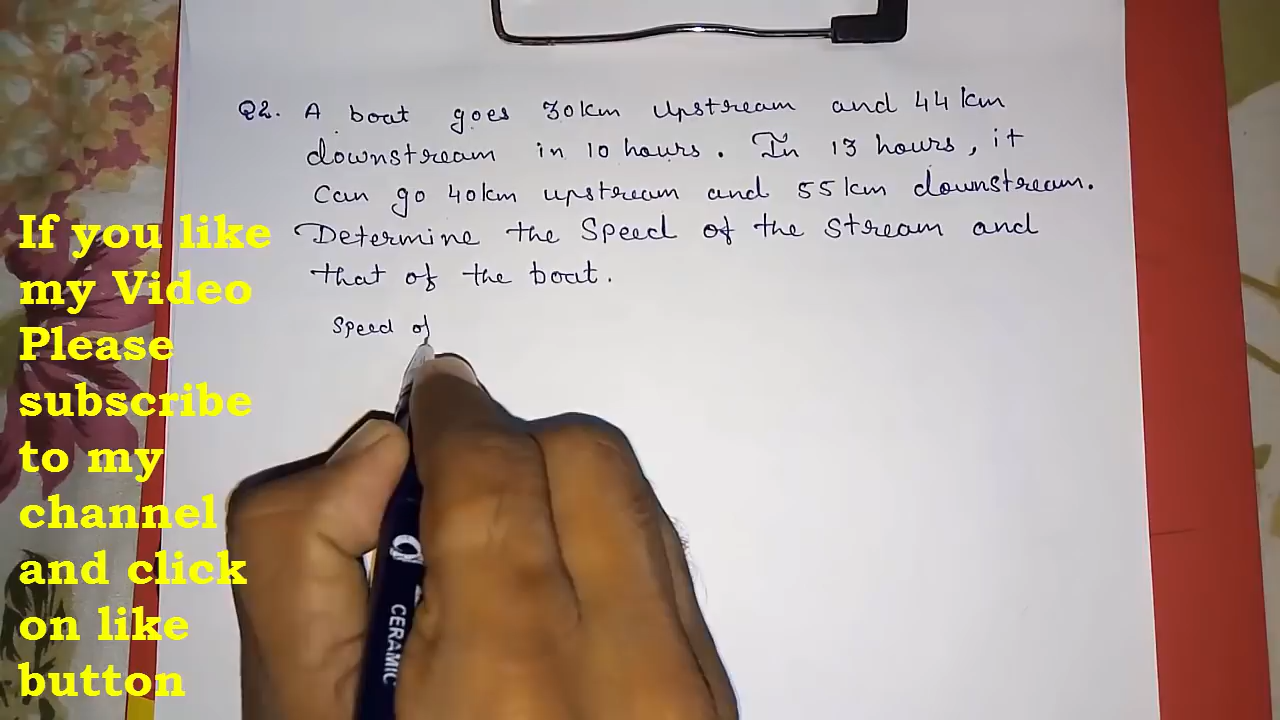 Q2. A boat goes 30km Upstream and 44km
downstream in 10 hours. In 13 hours, it
Can go 40km upstream and 55km downstream.
Determine the Speed of the stream and
that of the boat.
Speed of
If you like
my Video
Please
subscribe
to my
channel
and click
on like
button
CERAMIC